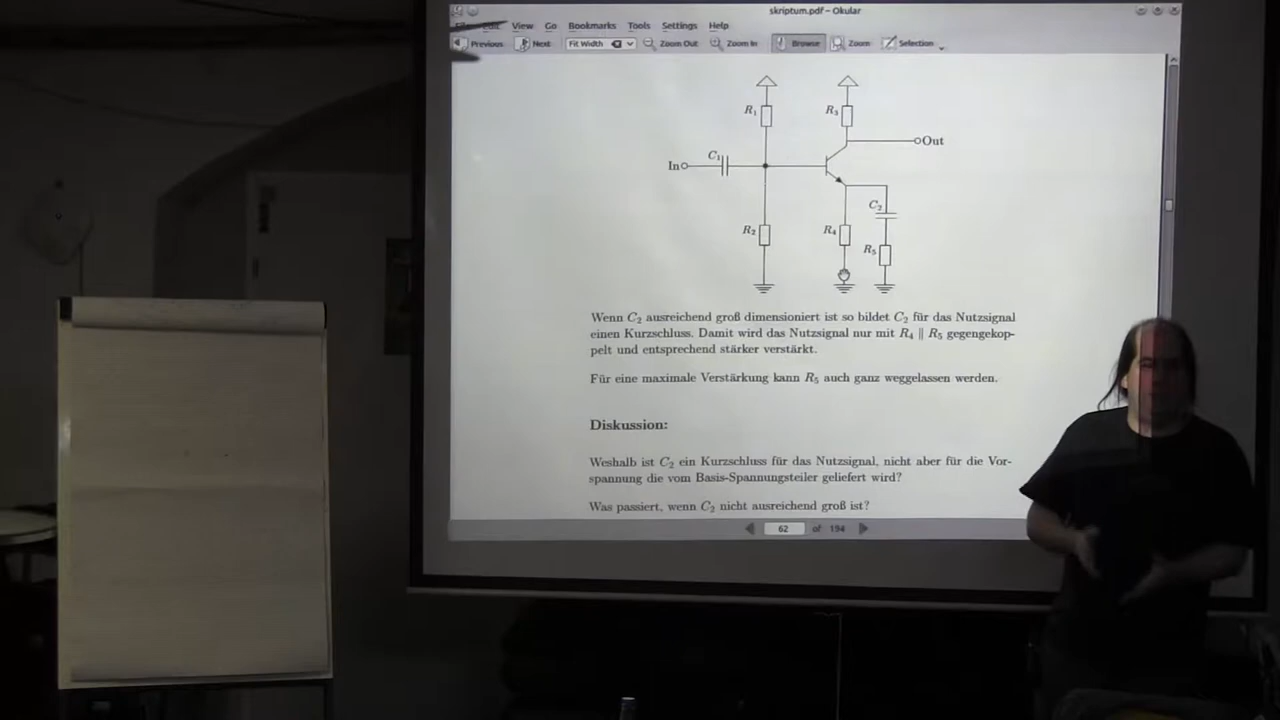 skriptum.pdf – Okular
View Go Bookmarks Tools Settings Help
Previous Next Fit Width Zoom Out Zoom In Browse Zoom Selection
R₁ R₃
Out
In C₁
C₂
R₂ R₄
R₅
Wenn C₂ ausreichend groß dimensioniert ist so bildet C₂ für das Nutzsignal
einen Kurzschluss. Damit wird das Nutzsignal nur mit R₄ ∥ R₅ gegengekop-
pelt und entsprechend stärker verstärkt.
Für eine maximale Verstärkung kann R₅ auch ganz weggelassen werden.
Diskussion:
Weshalb ist C₂ ein Kurzschluss für das Nutzsignal, nicht aber für die Vor-
spannung die vom Basis-Spannungsteiler geliefert wird?
Was passiert, wenn C₂ nicht ausreichend groß ist?
62 of 194